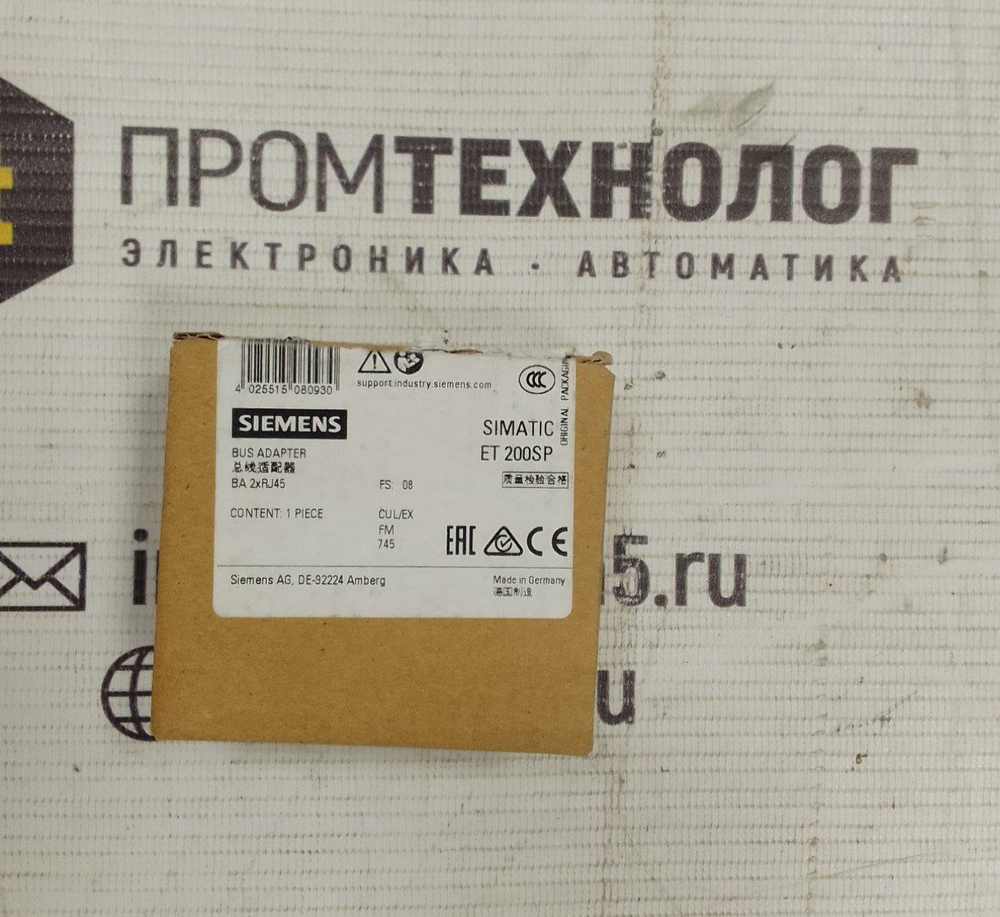 ПРОМТЕХНОЛОГ
ЭЛЕКТРОНИКА · АВТОМАТИКА
4 025515 080930
support.industry.siemens.com
ORIGINAL PACKAGIN
SIEMENS
SIMATIC
ET 200SP
BUS ADAPTER
总线适配器
BA 2xRJ45
FS: 08
质量检验合格
CONTENT: 1 PIECE
CUL/EX
FM
745
EAC CE
Siemens AG, DE-92224 Amberg
Made in Germany
德国制造
5.ru
u